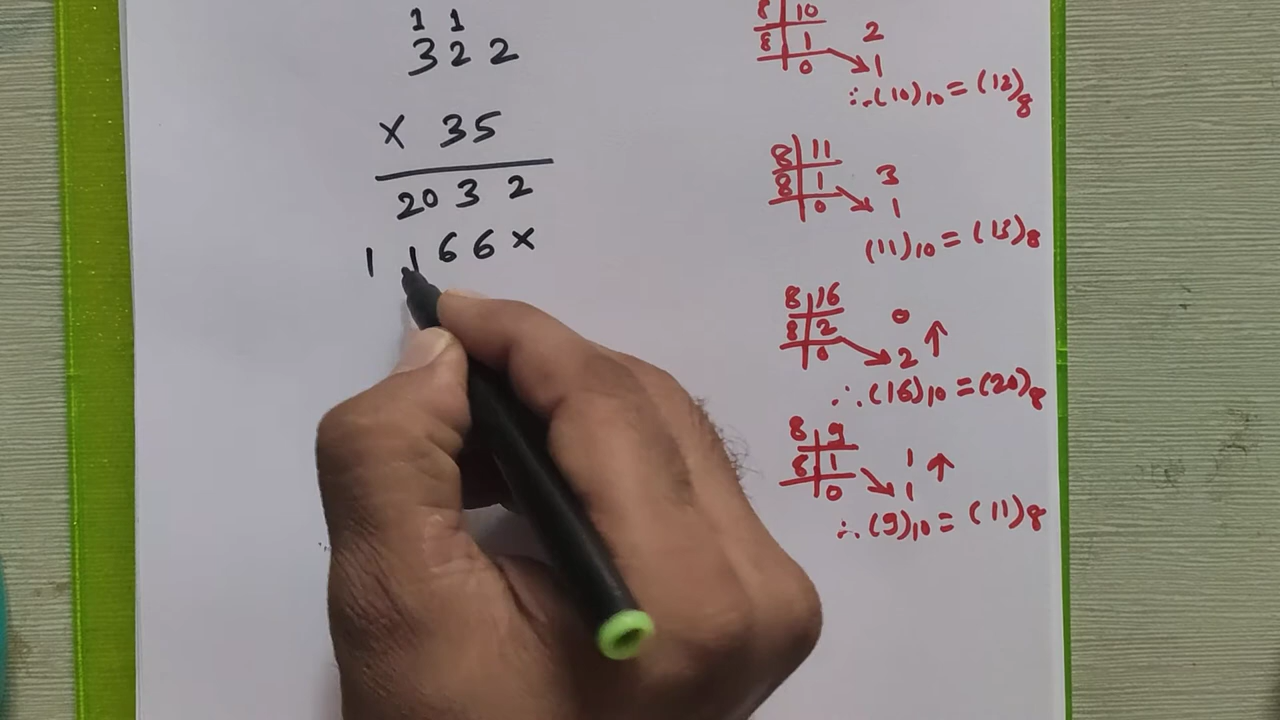 1 1
3 2 2
× 3 5
20 3 2
1 1 6 6 ×
8 10
8 1 2
0 1
∴(10)10 = (12)8
8 11
8 1 3
0 1
(11)10 = (13)8
8 16
8 2 0
0 2
∴(16)10 = (20)8
8 9
8 1 1
0 1
∴(9)10 = (11)8